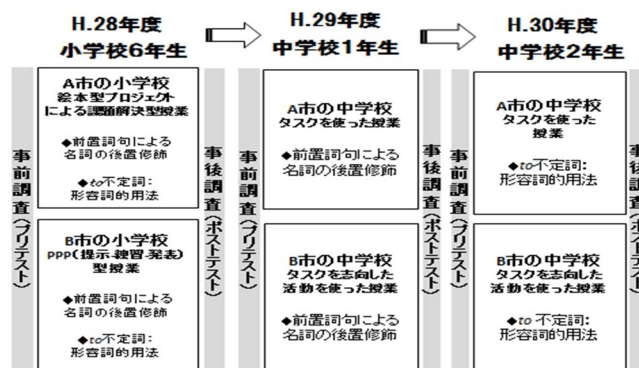 H.28年度
小学校6年生
H.29年度
中学校1年生
H.30年度
中学校2年生
事前調査(プリテスト)
A市の小学校
絵本型プロジェクト
による課題解決型授業
◆前置詞句による
名詞の後置修飾
◆to不定詞:
形容詞的用法
B市の小学校
PPP(提示-練習-発表)
型授業
◆前置詞句による
名詞の後置修飾
◆to不定詞:
形容詞的用法
事後調査(ポストテスト)
事前調査(プリテスト)
A市の中学校
タスクを使った授業
◆前置詞句による
名詞の後置修飾
B市の中学校
タスクを志向した
活動を使った授業
◆前置詞句による
名詞の後置修飾
事後調査(ポストテスト)
事前調査(プリテスト)
A市の中学校
タスクを使った
授業
◆to不定詞:
形容詞的用法
B市の中学校
タスクを志向した
活動を使った授業
◆to 不定詞:
形容詞的用法
事後調査(ポストテスト)